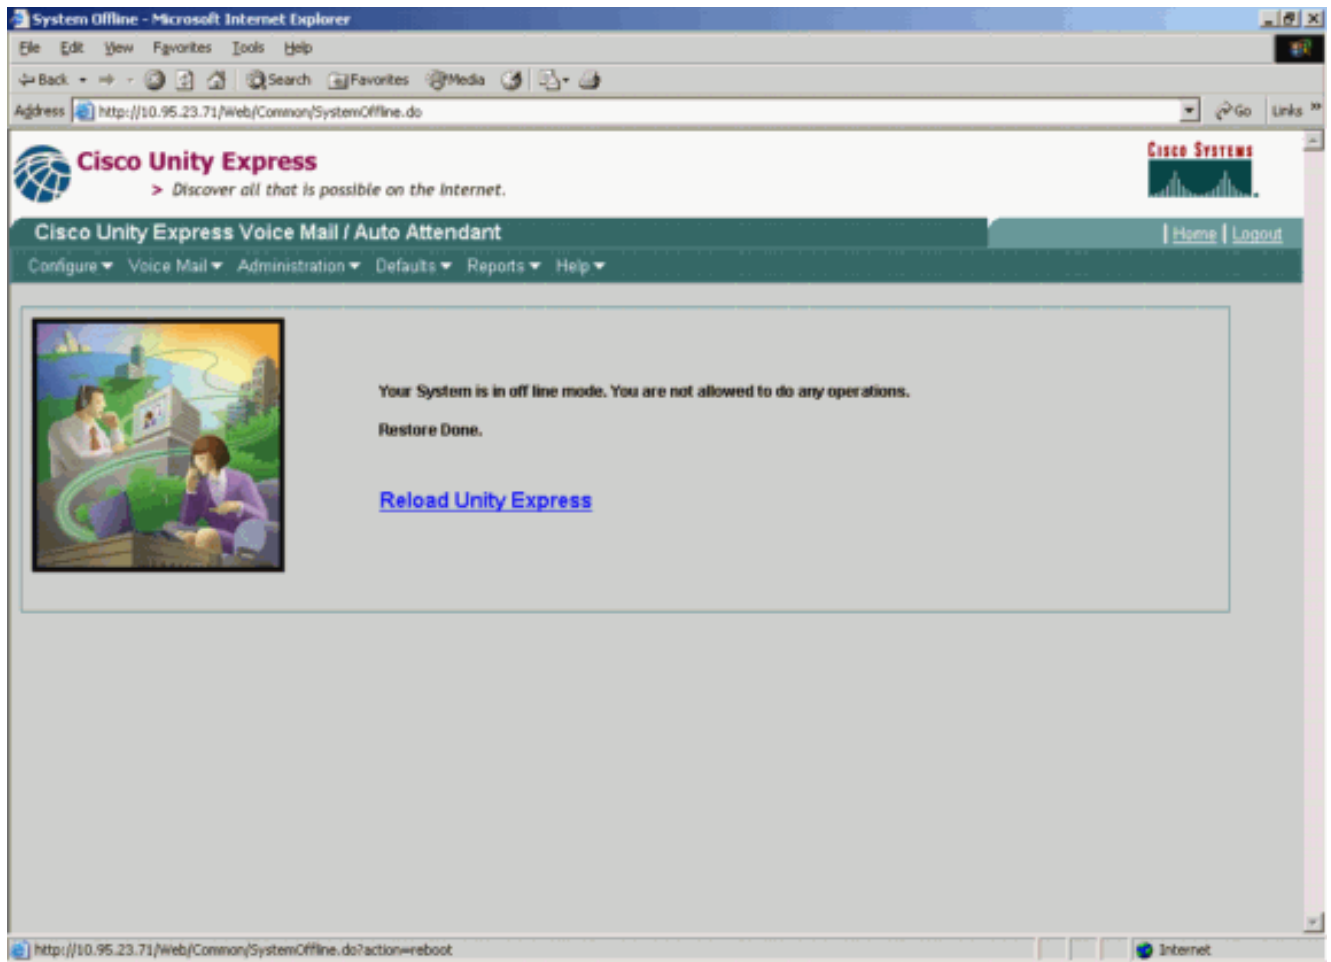 System Offline - Microsoft Internet Explorer
File Edit View Favorites Tools Help
Back Search Favorites Media
Address http://10.95.23.71/Web/Common/SystemOffline.do Go Links »
Cisco Unity Express
> Discover all that is possible on the Internet.
CISCO SYSTEMS
Cisco Unity Express Voice Mail / Auto Attendant
| Home | Logout
Configure Voice Mail Administration Defaults Reports Help
Your System is in off line mode. You are not allowed to do any operations.
Restore Done.
Reload Unity Express
http://10.95.23.71/Web/Common/SystemOffline.do?action=reboot
Internet